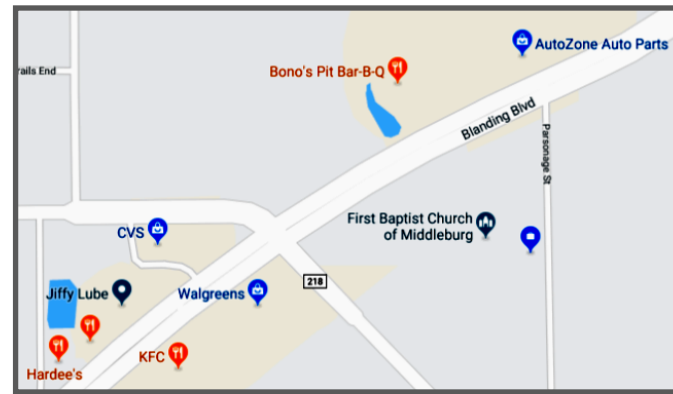 AutoZone Auto Parts
Bono's Pit Bar-B-Q
rails End
Blanding Blvd
Parsonage St
First Baptist Church
of Middleburg
CVS
218
Jiffy Lube
Walgreens
KFC
Hardee's